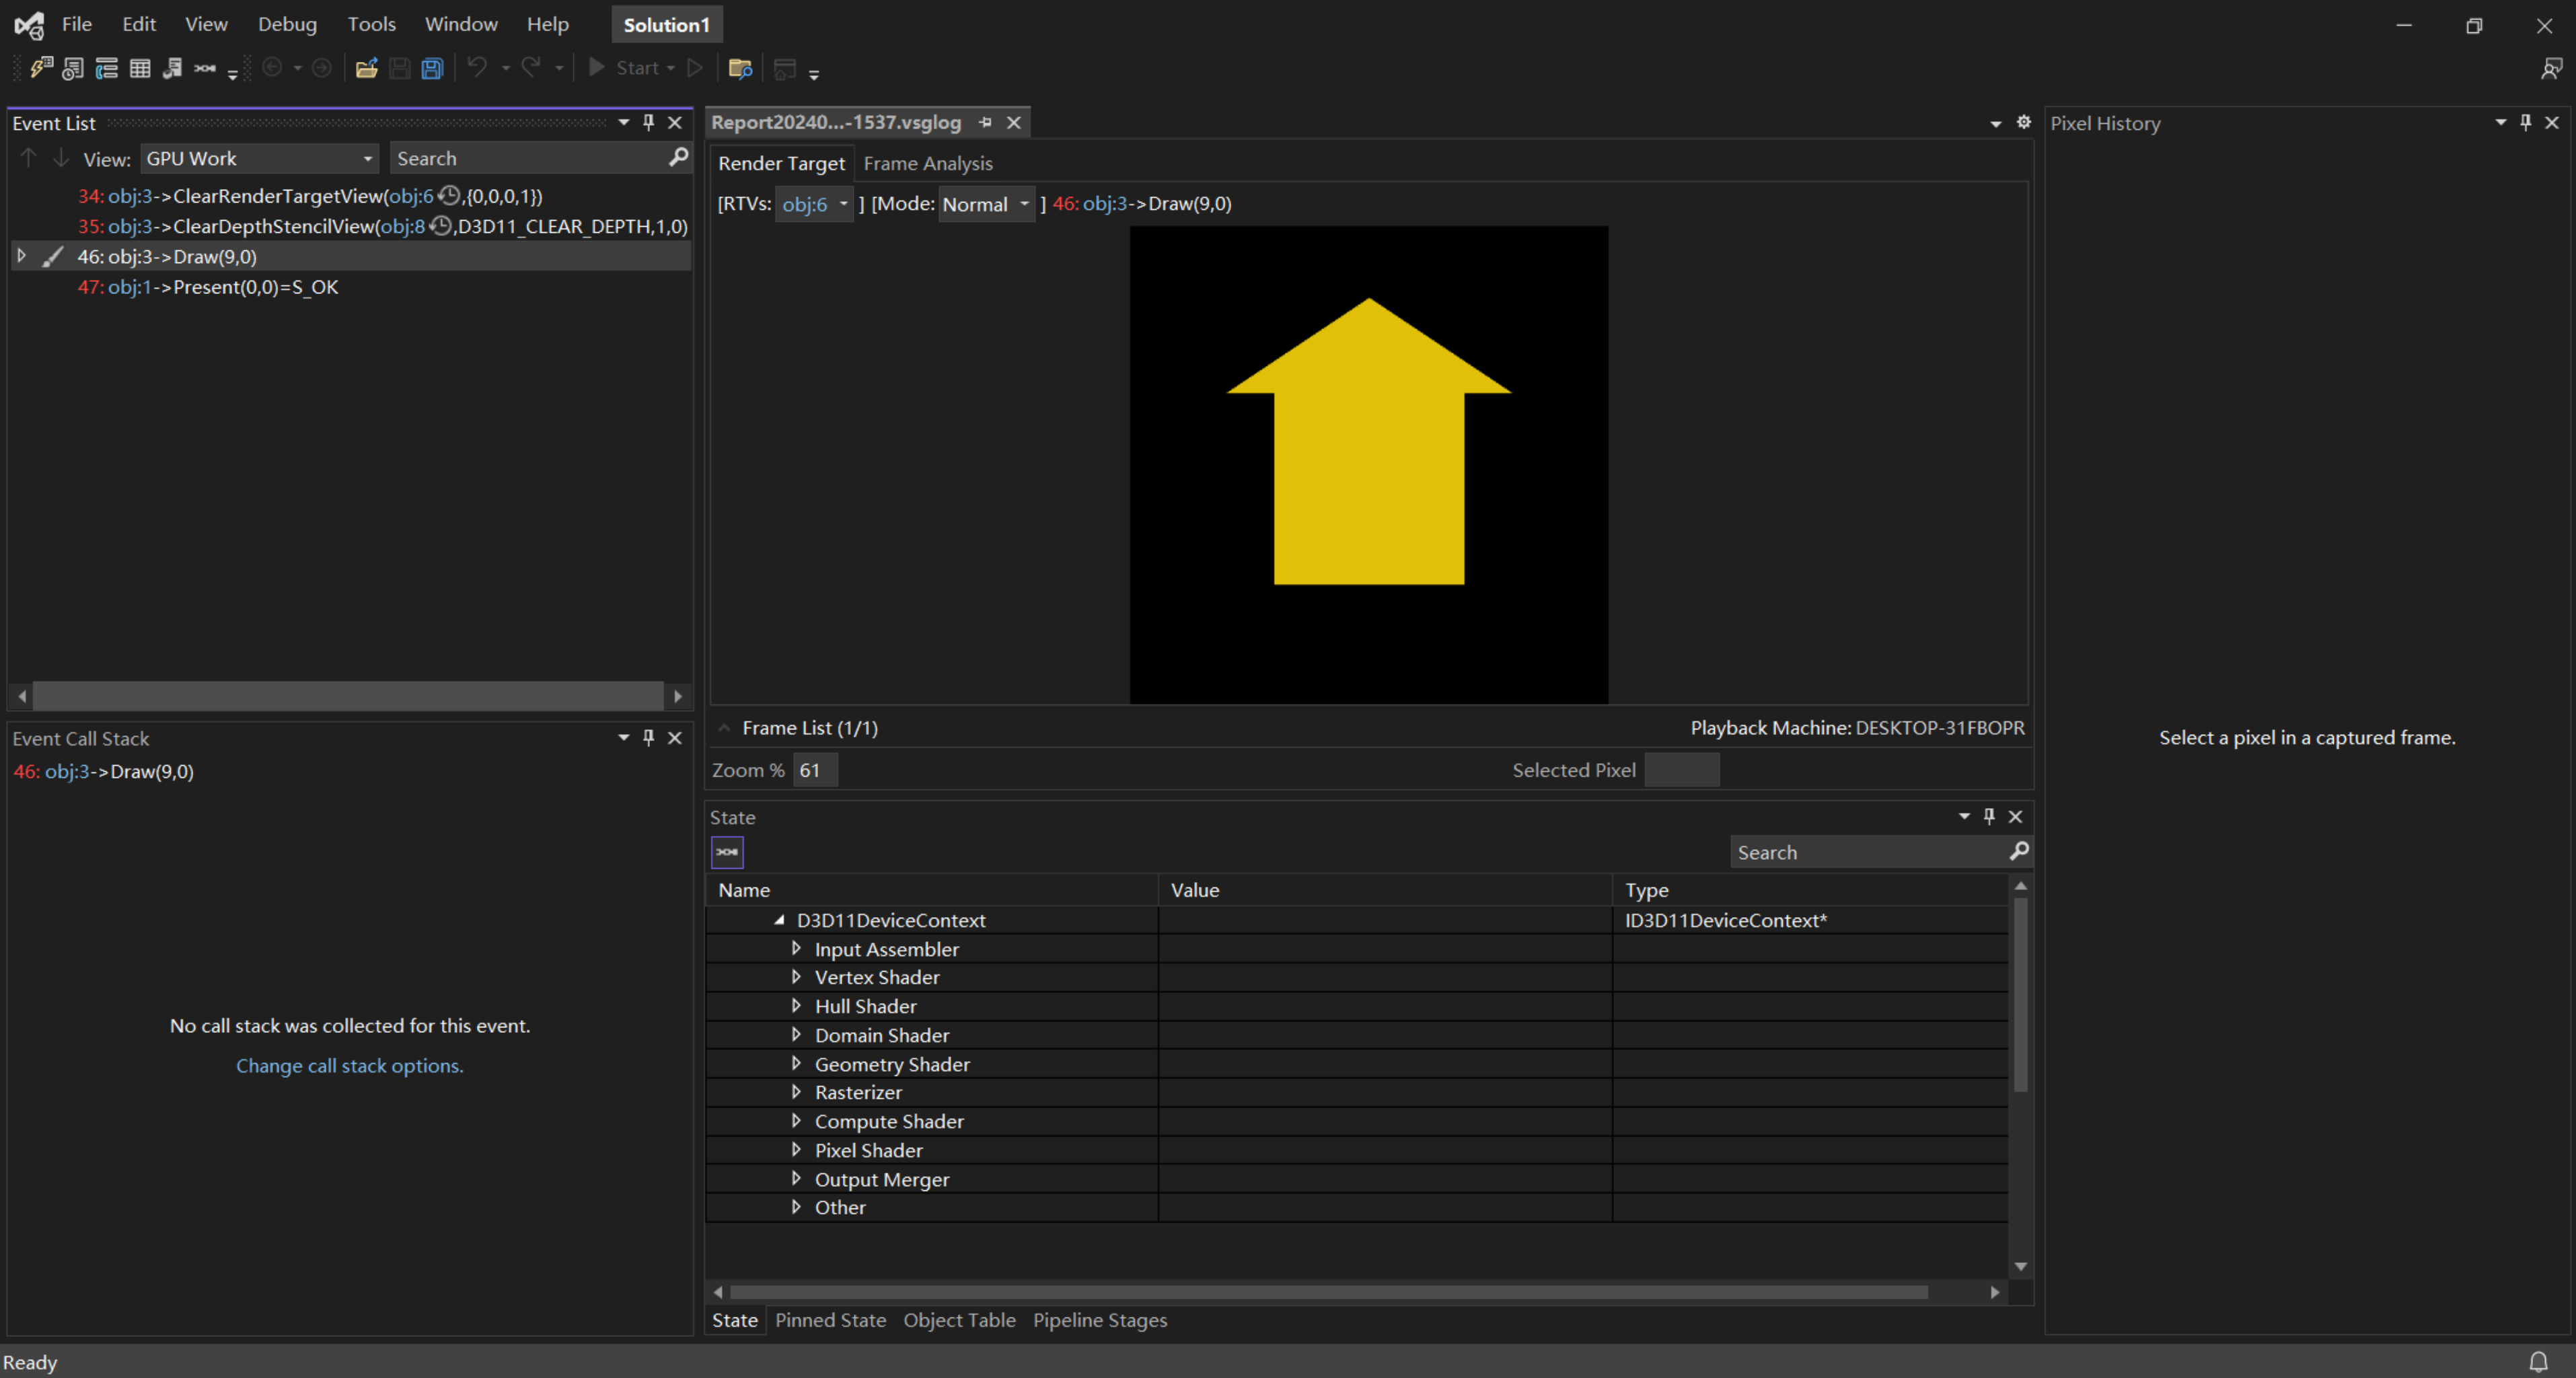 File Edit View Debug Tools Window Help Solution1
Start
Event List
View: GPU Work Search
34: obj:3->ClearRenderTargetView(obj:6,{0,0,0,1})
35: obj:3->ClearDepthStencilView(obj:8,D3D11_CLEAR_DEPTH,1,0)
46: obj:3->Draw(9,0)
47: obj:1->Present(0,0)=S_OK
Event Call Stack
46: obj:3->Draw(9,0)
No call stack was collected for this event.
Change call stack options.
Report20240...-1537.vsglog
Render Target Frame Analysis
[RTVs: obj:6 ] [Mode: Normal ] 46: obj:3->Draw(9,0)
Frame List (1/1) Playback Machine: DESKTOP-31FBOPR
Zoom % 61 Selected Pixel
State
Search
Name Value Type
D3D11DeviceContext ID3D11DeviceContext*
Input Assembler
Vertex Shader
Hull Shader
Domain Shader
Geometry Shader
Rasterizer
Compute Shader
Pixel Shader
Output Merger
Other
State Pinned State Object Table Pipeline Stages
Pixel History
Select a pixel in a captured frame.
Ready